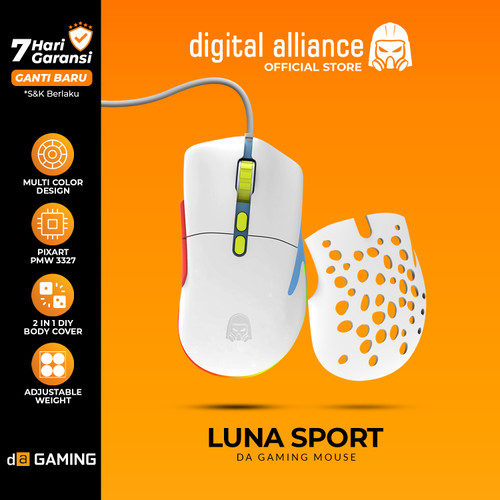 7 Hari
Garansi
GANTI BARU
*S&K Berlaku
digital alliance
OFFICIAL STORE
MULTI COLOR
DESIGN
PIXART
PMW 3327
2 IN 1 DIY
BODY COVER
ADJUSTABLE
WEIGHT
da GAMING
LUNA SPORT
DA GAMING MOUSE